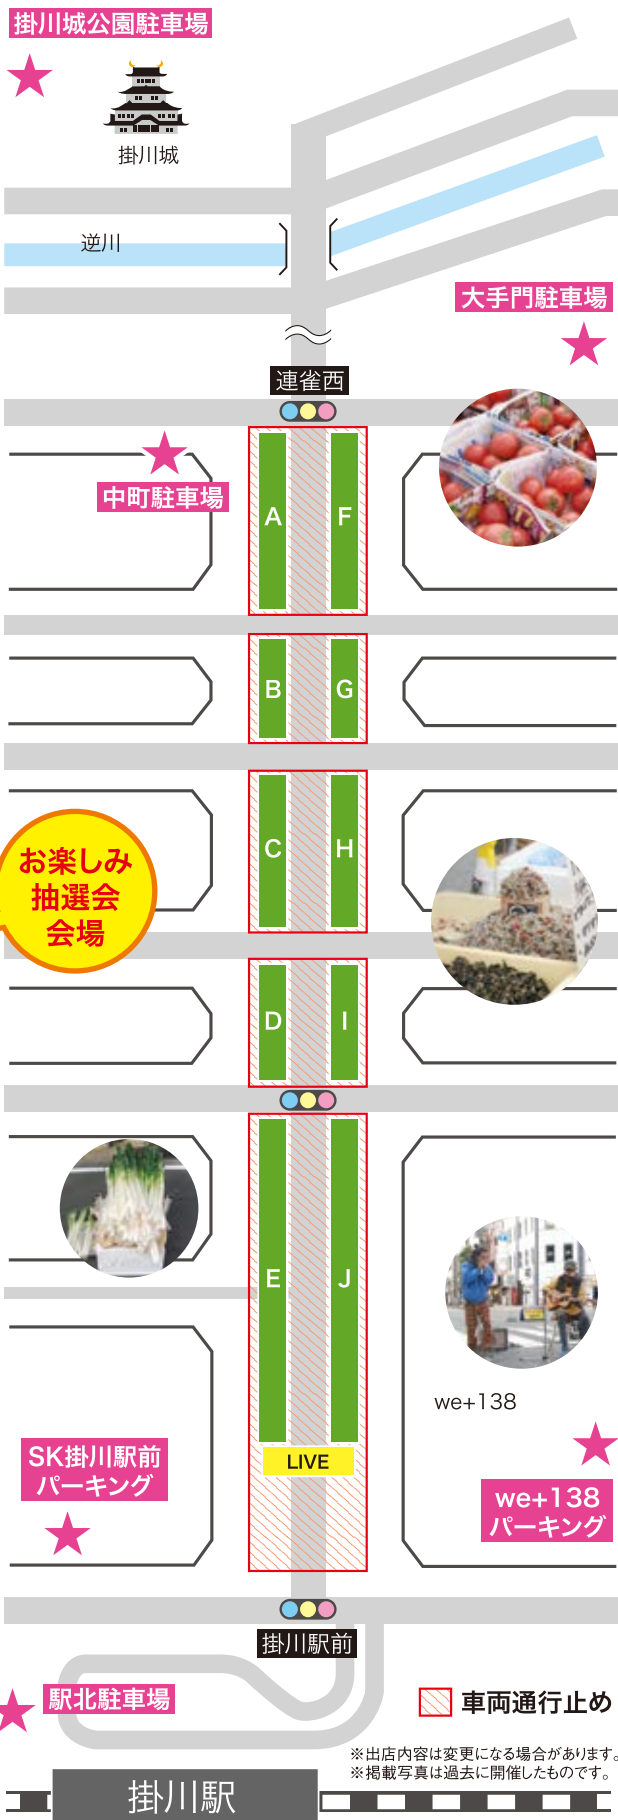 掛川城公園駐車場
掛川城
逆川
大手門駐車場
連雀西
中町駐車場
A
F
B
G
C
H
お楽しみ
抽選会
会場
D
I
E
J
we+138
LIVE
SK掛川駅前
パーキング
we+138
パーキング
掛川駅前
駅北駐車場
車両通行止め
※出店内容は変更になる場合があります。
※掲載写真は過去に開催したものです。
掛川駅